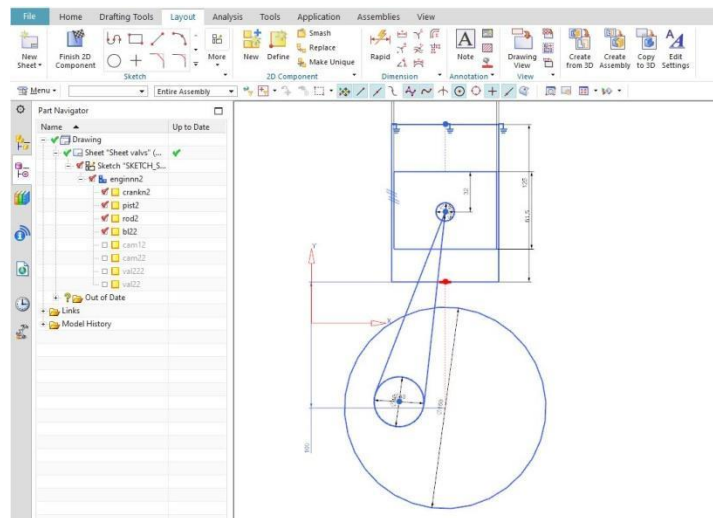 File Home Drafting Tools Layout Analysis Tools Application Assemblies View
New Sheet
Finish 2D Component
More
Sketch
New Define
Smash
Replace
Make Unique
2D Component
Rapid
Dimension
Note
Annotation
Drawing View
View
Create from 3D
Create Assembly
Copy to 3D
Edit Settings
Menu
Entire Assembly
Part Navigator
Name Up to Date
Drawing
Sheet "Sheet valvs" (...
Sketch "SKETCH_S...
enginnn2
crankn2
pist2
rod2
bl22
cam12
cam22
val222
val22
Out of Date
Links
Model History
Y
X
32